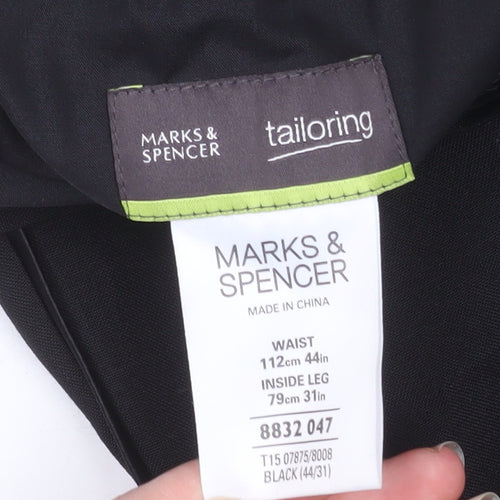 MARKS &
SPENCER
tailoring
MARKS &
SPENCER
MADE IN CHINA
WAIST
112cm 44in
INSIDE LEG
79cm 31in
8832 047
T15 07875/8008
BLACK (44/31)